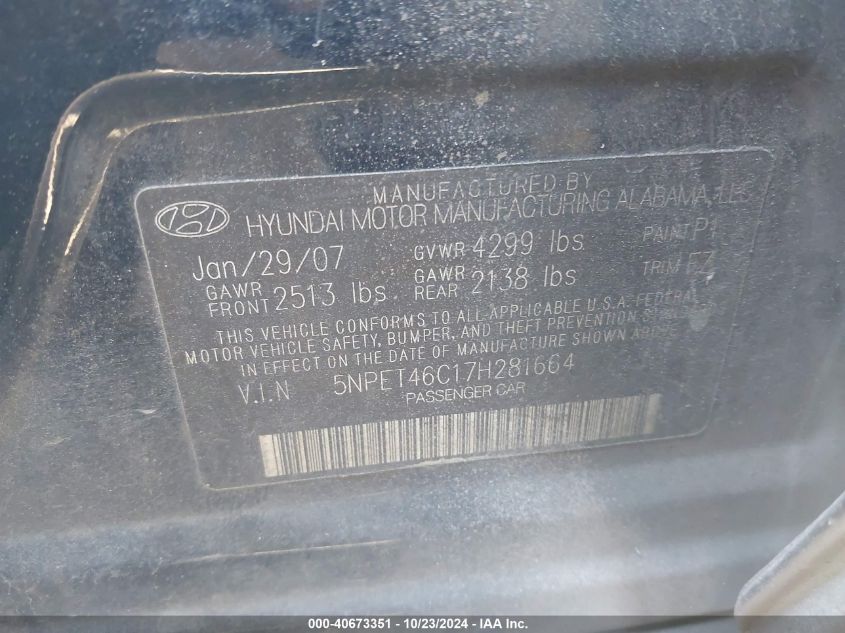 MANUFACTURED BY
HYUNDAI MOTOR MANUFACTURING ALABAMA, LLC
Jan/29/07 GVWR 4299 lbs PAINT
GAWR FRONT 2513 lbs GAWR REAR 2138 lbs TRIM FZ
THIS VEHICLE CONFORMS TO ALL APPLICABLE U.S.A. FEDERAL
MOTOR VEHICLE SAFETY, BUMPER, AND THEFT PREVENTION
IN EFFECT ON THE DATE OF MANUFACTURE SHOWN ABOVE.
V.I.N 5NPET46C17H281664
PASSENGER CAR
000-40673351 - 10/23/2024 - IAA Inc.